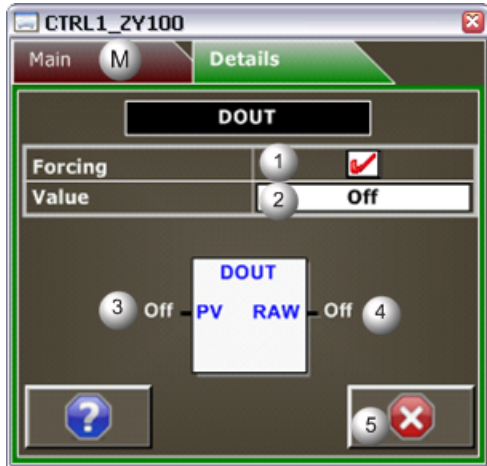 CTRL1_ZY100
Main M Details
DOUT
Forcing 1
Value 2 Off
DOUT
3 Off PV RAW Off 4
?
5